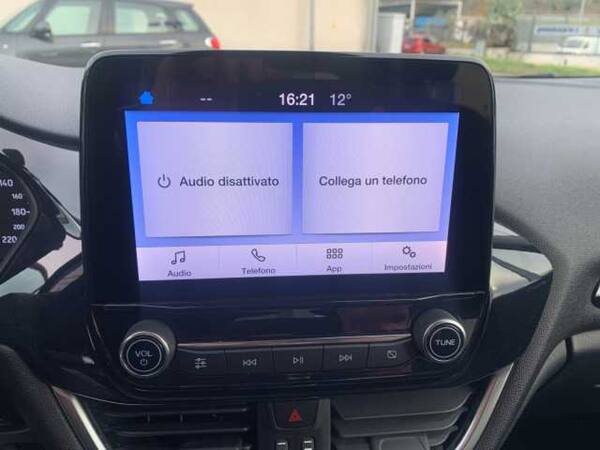 -- 16:21 12°
Audio disattivato
Collega un telefono
Audio Telefono App Impostazioni
VOL
TUNE
140
160
180
200
220